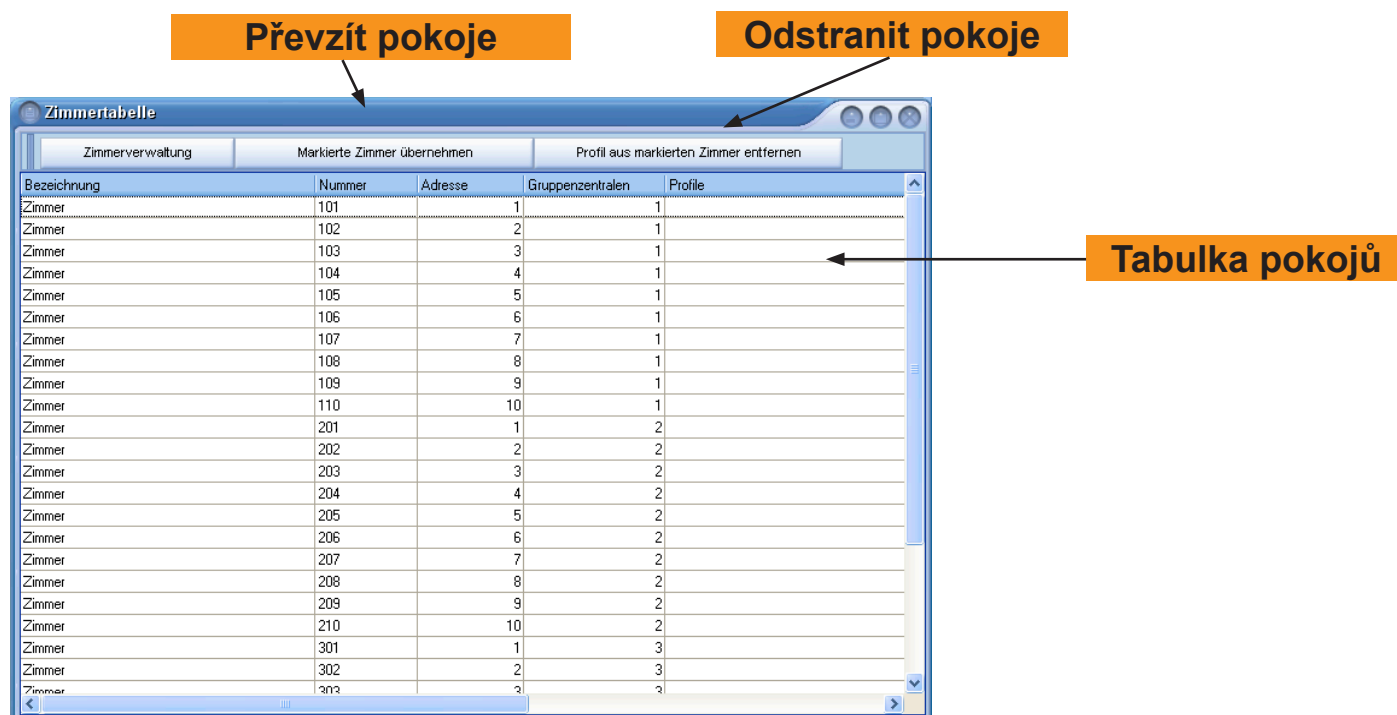 Převzít pokoje
Odstranit pokoje
Zimmertabelle
Zimmerverwaltung Markierte Zimmer übernehmen Profil aus markierten Zimmer entfernen
Bezeichnung Nummer Adresse Gruppenzentralen Profile
Zimmer 101 1 1
Zimmer 102 2 1
Zimmer 103 3 1
Tabulka pokojů
Zimmer 104 4 1
Zimmer 105 5 1
Zimmer 106 6 1
Zimmer 107 7 1
Zimmer 108 8 1
Zimmer 109 9 1
Zimmer 110 10 1
Zimmer 201 1 2
Zimmer 202 2 2
Zimmer 203 3 2
Zimmer 204 4 2
Zimmer 205 5 2
Zimmer 206 6 2
Zimmer 207 7 2
Zimmer 208 8 2
Zimmer 209 9 2
Zimmer 210 10 2
Zimmer 301 1 3
Zimmer 302 2 3
Zimmer 303 3 3